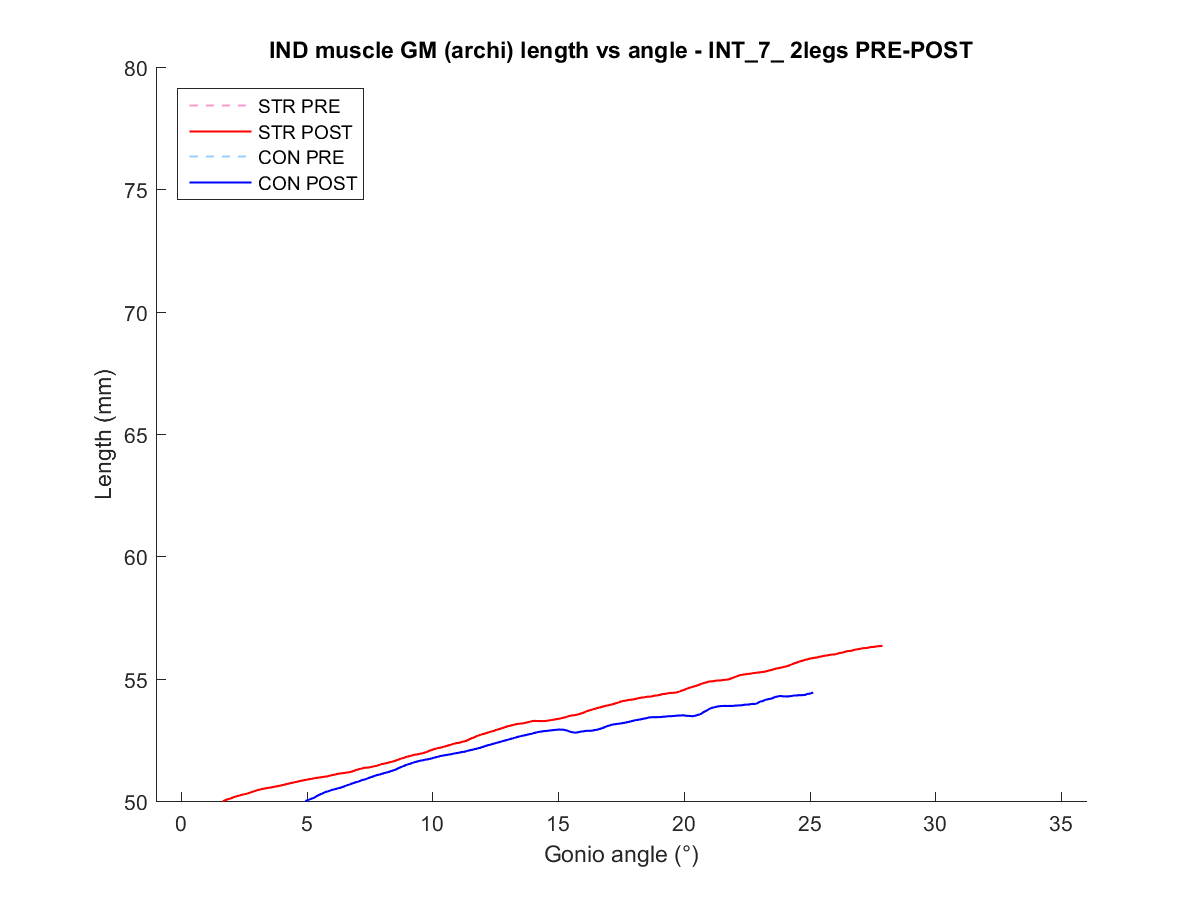 IND muscle GM (archi) length vs angle - INT_7_ 2legs PRE-POST
80
75
70
65
60
55
50
Length (mm)
STR PRE
STR POST
CON PRE
CON POST
0 5 10 15 20 25 30 35
Gonio angle (°)